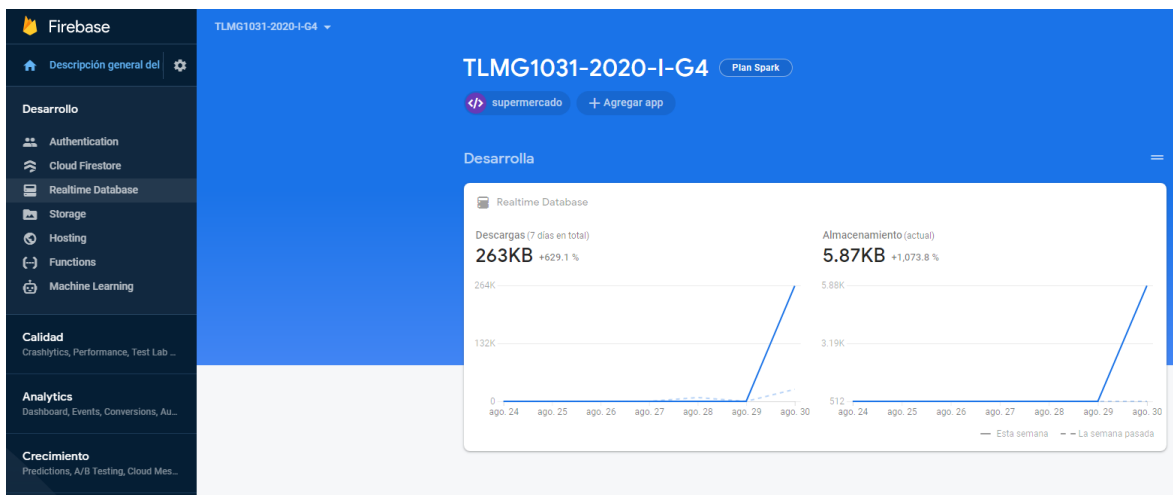 Firebase
TLMG1031-2020-I-G4
Descripción general del
Desarrollo
Authentication
Cloud Firestore
Realtime Database
Storage
Hosting
Functions
Machine Learning
Calidad
Crashlytics, Performance, Test Lab ...
Analytics
Dashboard, Events, Conversions, Au...
Crecimiento
Predictions, A/B Testing, Cloud Mes...
TLMG1031-2020-I-G4 Plan Spark
supermercado + Agregar app
Desarrolla
Realtime Database
Descargas (7 días en total)
263KB +629.1 %
264K
132K
0
ago. 24 ago. 25 ago. 26 ago. 27 ago. 28 ago. 29 ago. 30
Almacenamiento (actual)
5.87KB +1,073.8 %
5.88K
3.19K
512
ago. 24 ago. 25 ago. 26 ago. 27 ago. 28 ago. 29 ago. 30
Esta semana La semana pasada